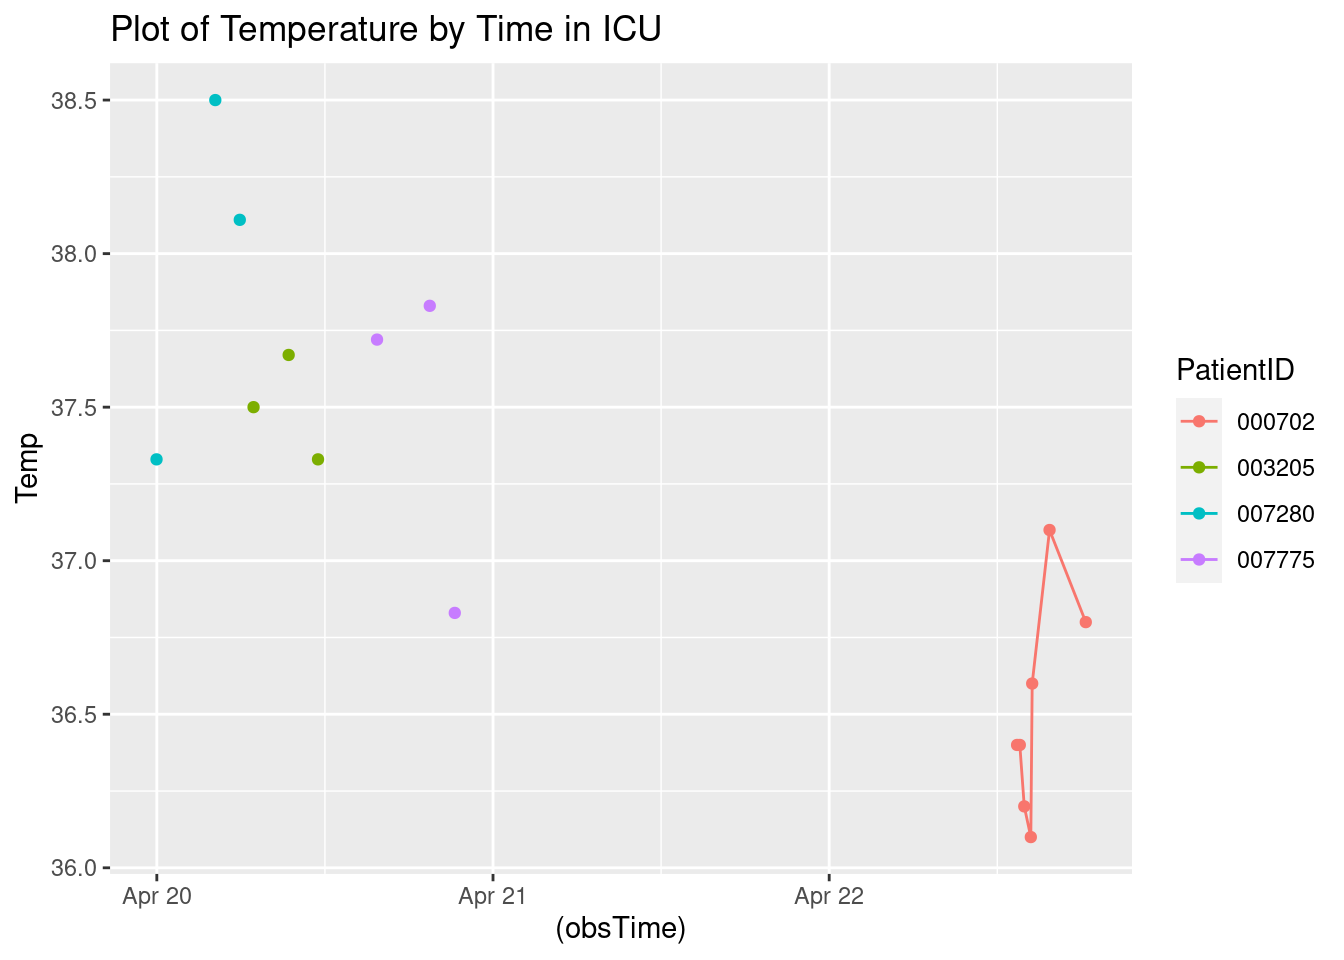 Plot of Temperature by Time in ICU
38.5
38.0
37.5
37.0
36.5
36.0
Temp
Apr 20
Apr 21
Apr 22
(obsTime)
PatientID
000702
003205
007280
007775